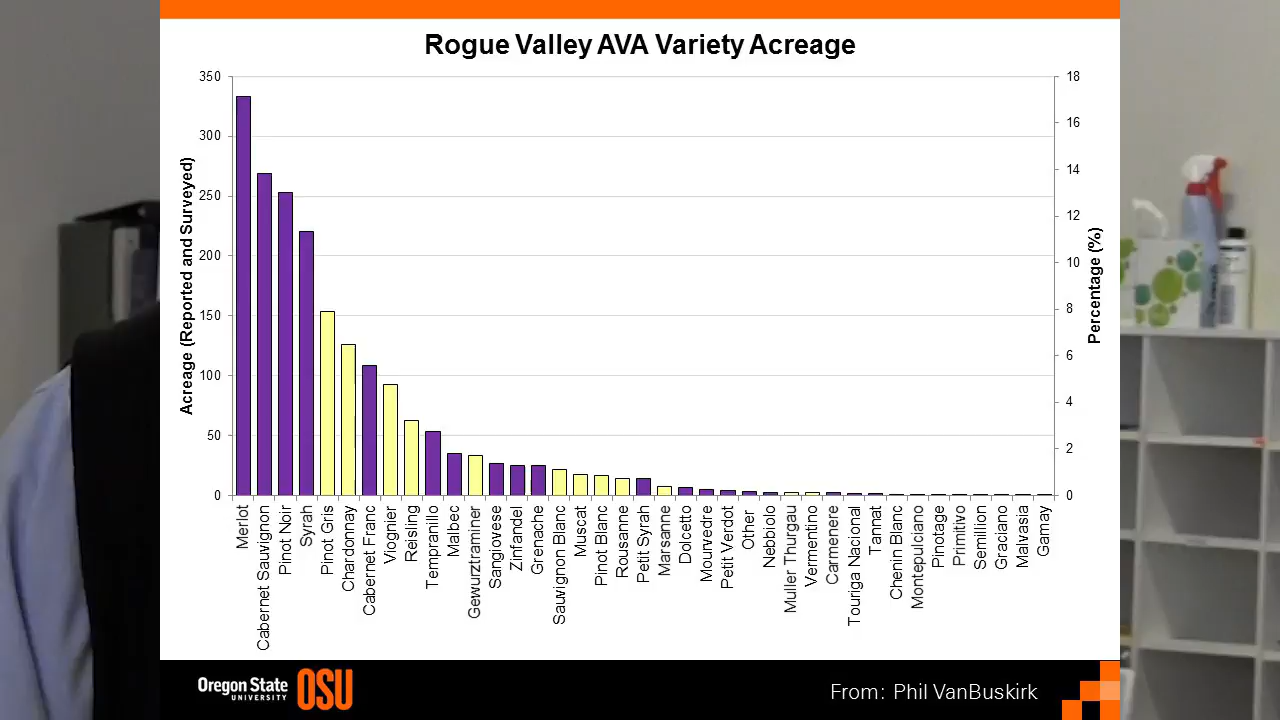 Rogue Valley AVA Variety Acreage
Acreage (Reported and Surveyed)
350
300
250
200
150
100
50
0
18
16
14
12
10
8
6
4
2
0
Percentage (%)
Merlot
Cabernet Sauvignon
Pinot Noir
Syrah
Pinot Gris
Chardonnay
Cabernet Franc
Viognier
Reisling
Tempranillo
Malbec
Gewurztraminer
Sangiovese
Zinfandel
Grenache
Sauvignon Blanc
Muscat
Pinot Blanc
Rousanne
Petit Syrah
Marsanne
Dolcetto
Mourvedre
Petit Verdot
Other
Nebbiolo
Muller Thurgau
Vermentino
Carmenere
Touriga Nacional
Tannat
Chenin Blanc
Montepulciano
Pinotage
Primitivo
Semillion
Graciano
Malvasia
Gamay
Oregon State
UNIVERSITY
OSU
From: Phil VanBuskirk